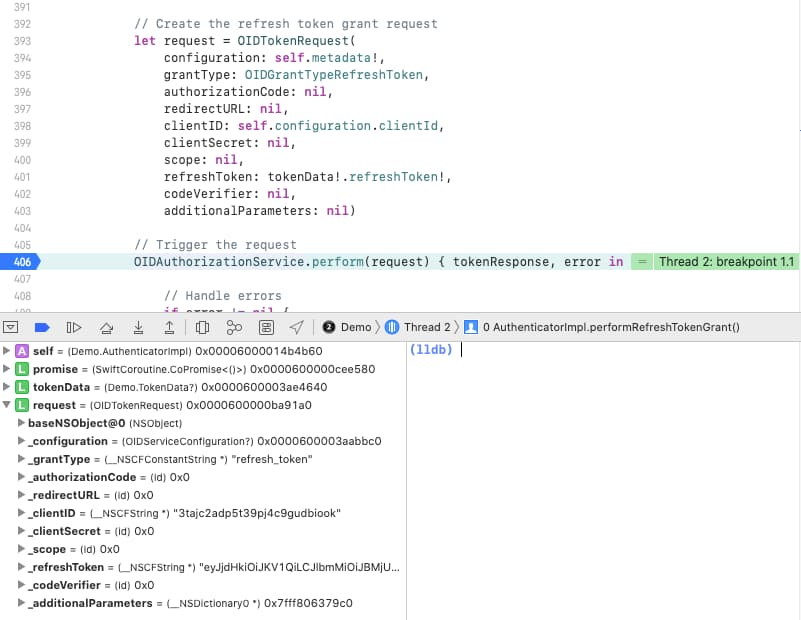 391
392 // Create the refresh token grant request
393 let request = OIDTokenRequest(
394 configuration: self.metadata!,
395 grantType: OIDGrantTypeRefreshToken,
396 authorizationCode: nil,
397 redirectURL: nil,
398 clientID: self.configuration.clientId,
399 clientSecret: nil,
400 scope: nil,
401 refreshToken: tokenData!.refreshToken!,
402 codeVerifier: nil,
403 additionalParameters: nil)
404
405 // Trigger the request
406 OIDAuthorizationService.perform(request) { tokenResponse, error in = Thread 2: breakpoint 1.1
407
408 // Handle errors
409 if error != nil {
2 Demo Thread 2 0 AuthenticatorImpl.performRefreshTokenGrant()
A self = (Demo.AuthenticatorImpl) 0x00006000014b4b60
L promise = (SwiftCoroutine.CoPromise<()>) 0x0000600000cee580
L tokenData = (Demo.TokenData?) 0x0000600003ae4640
L request = (OIDTokenRequest) 0x0000600000ba91a0
baseNSObject@0 (NSObject)
_configuration = (OIDServiceConfiguration?) 0x0000600003aabbc0
_grantType = (__NSCFConstantString *) "refresh_token"
_authorizationCode = (id) 0x0
_redirectURL = (id) 0x0
_clientID = (__NSCFString *) "3tajc2adp5t39pj4c9gudbiook"
_clientSecret = (id) 0x0
_scope = (id) 0x0
_refreshToken = (__NSCFString *) "eyJjdHkiOiJKV1QiLCJlbmMiOiJBMjU...
_codeVerifier = (id) 0x0
_additionalParameters = (__NSDictionary0 *) 0x7fff806379c0
(lldb)